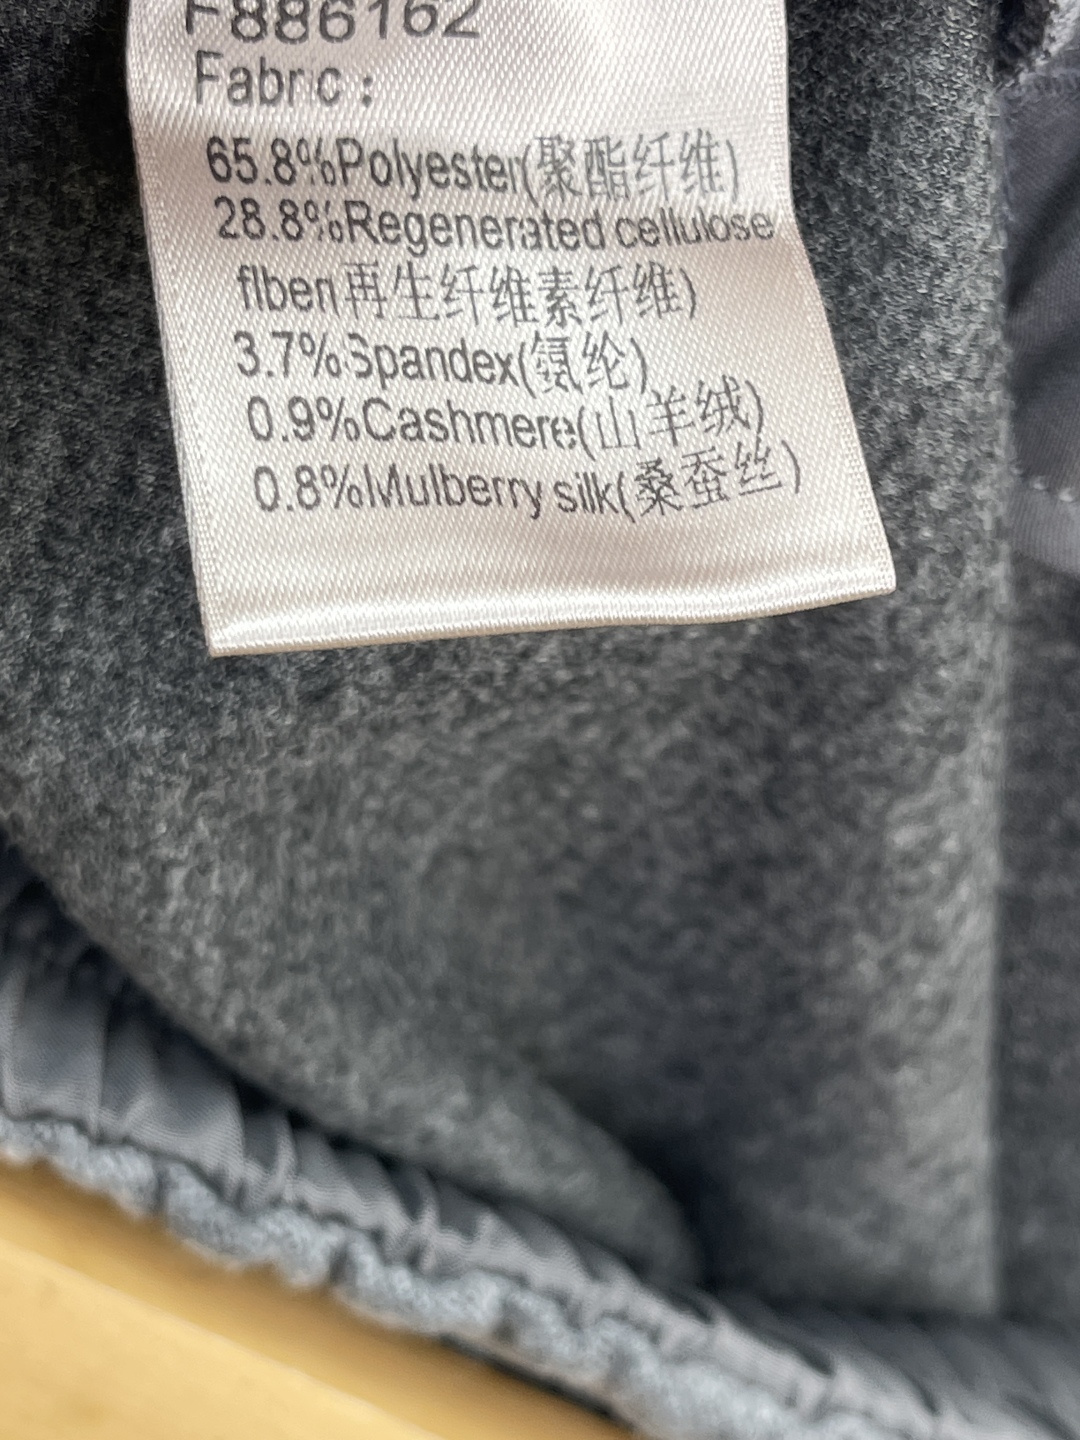 F886162
Fabric:
65.8%Polyester(聚酯纤维)
28.8%Regenerated cellulose
fiber(再生纤维素纤维)
3.7%Spandex(氨纶)
0.9%Cashmere(山羊绒)
0.8%Mulberry silk(桑蚕丝)